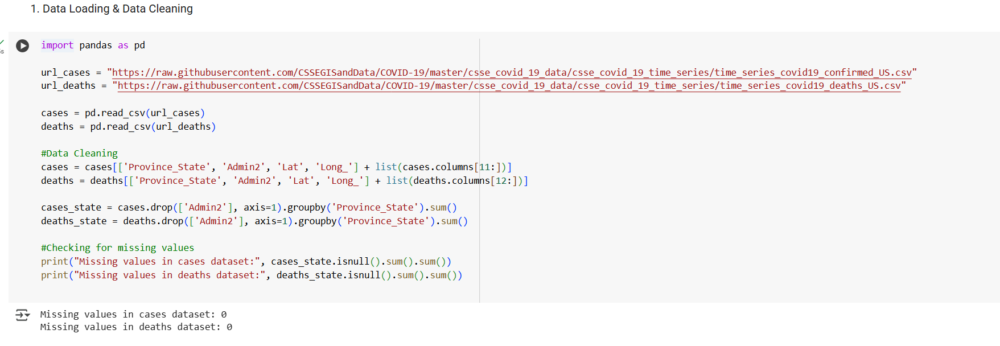 1. Data Loading & Data Cleaning
import pandas as pd
url_cases = "https://raw.githubusercontent.com/CSSEGISandData/COVID-19/master/csse_covid_19_data/csse_covid_19_time_series/time_series_covid19_confirmed_US.csv"
url_deaths = "https://raw.githubusercontent.com/CSSEGISandData/COVID-19/master/csse_covid_19_data/csse_covid_19_time_series/time_series_covid19_deaths_US.csv"
cases = pd.read_csv(url_cases)
deaths = pd.read_csv(url_deaths)
#Data Cleaning
cases = cases[['Province_State', 'Admin2', 'Lat', 'Long_'] + list(cases.columns[11:])]
deaths = deaths[['Province_State', 'Admin2', 'Lat', 'Long_'] + list(deaths.columns[12:])]
cases_state = cases.drop(['Admin2'], axis=1).groupby('Province_State').sum()
deaths_state = deaths.drop(['Admin2'], axis=1).groupby('Province_State').sum()
#Checking for missing values
print("Missing values in cases dataset:", cases_state.isnull().sum().sum())
print("Missing values in deaths dataset:", deaths_state.isnull().sum().sum())
Missing values in cases dataset: 0
Missing values in deaths dataset: 0